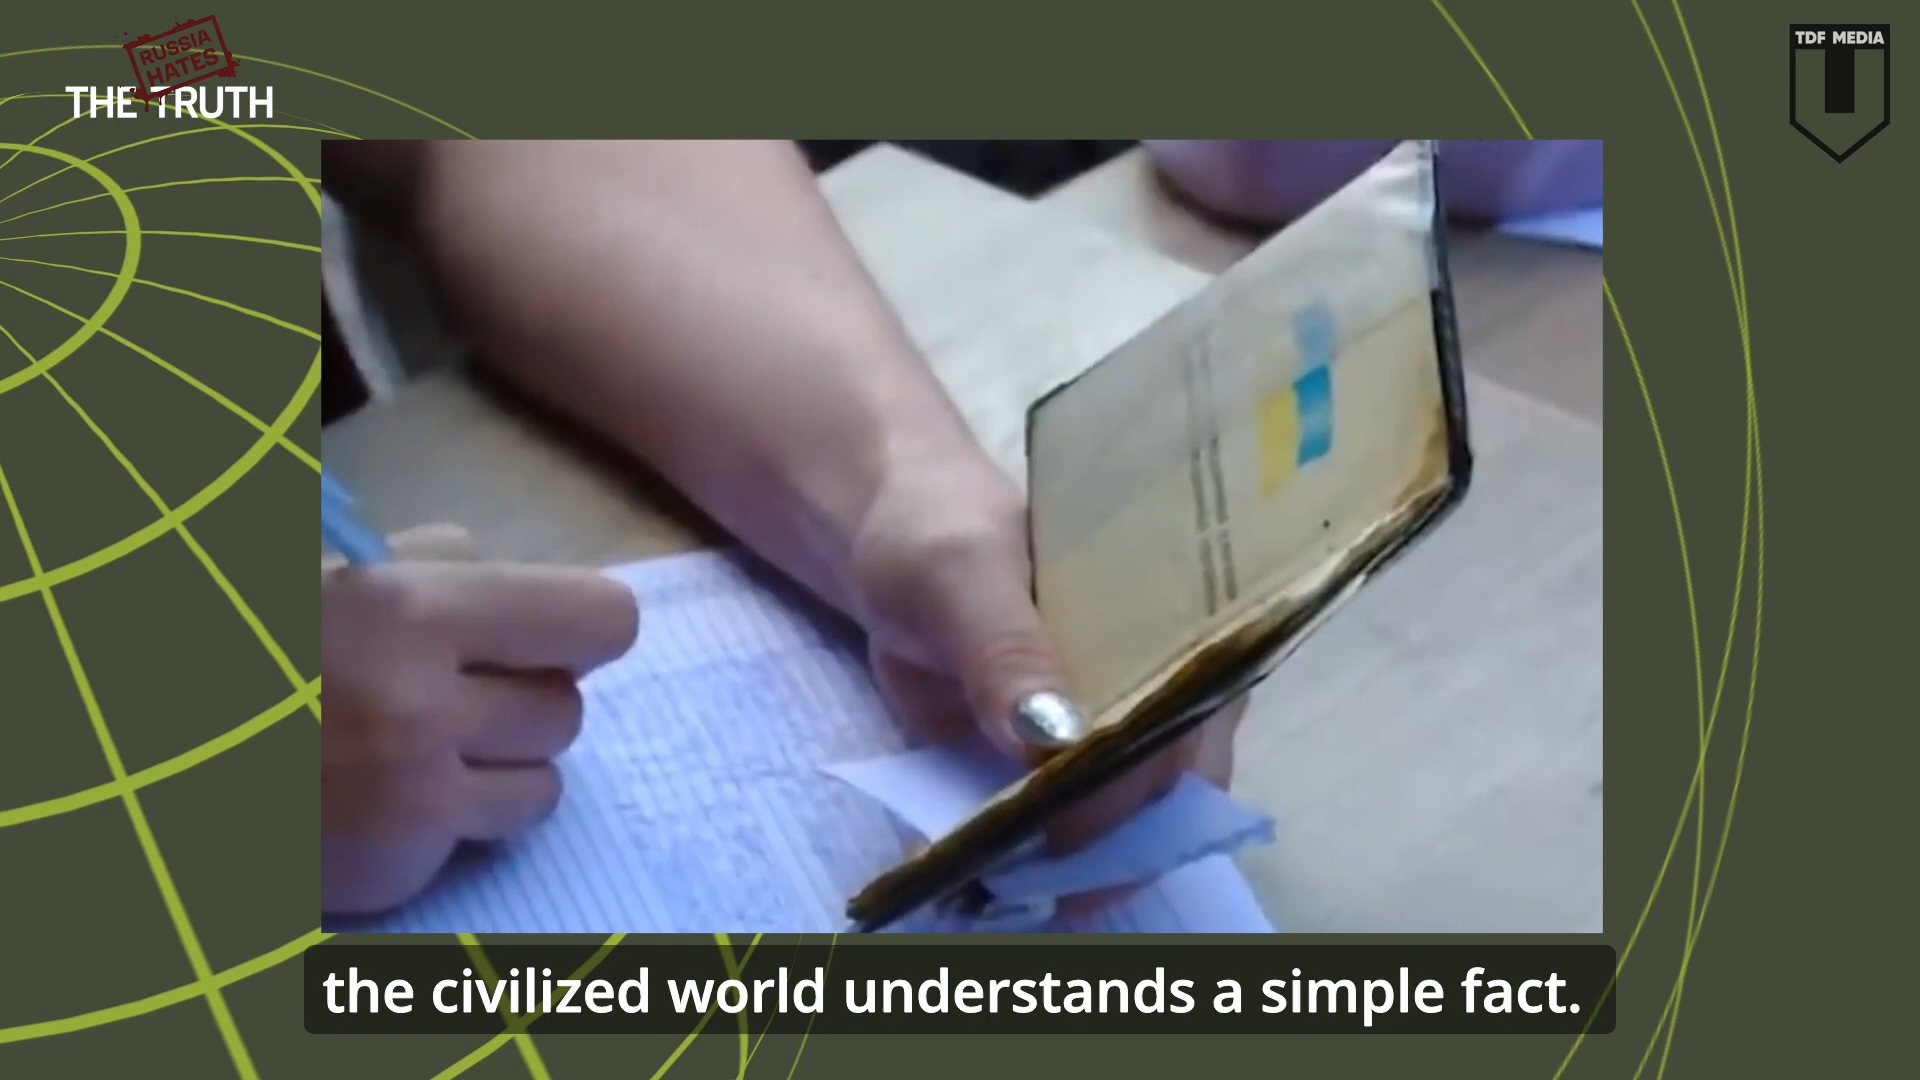 RUSSIA
HATES
THE TRUTH
TDF MEDIA
the civilized world understands a simple fact.